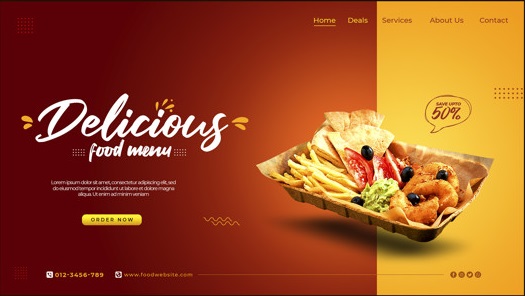 Home Deals Services About Us Contact
Delicious
food menu
SAVE UPTO
50%
Lorem ipsum dolor sit amet, consectetur adipiscing elit, sed
do eiusmodtempor incididunt ut labore et dolore magna
aliqua. Ut enim ad minim veniam
ORDER NOW
012-3456-789 www.foodwebsite.com